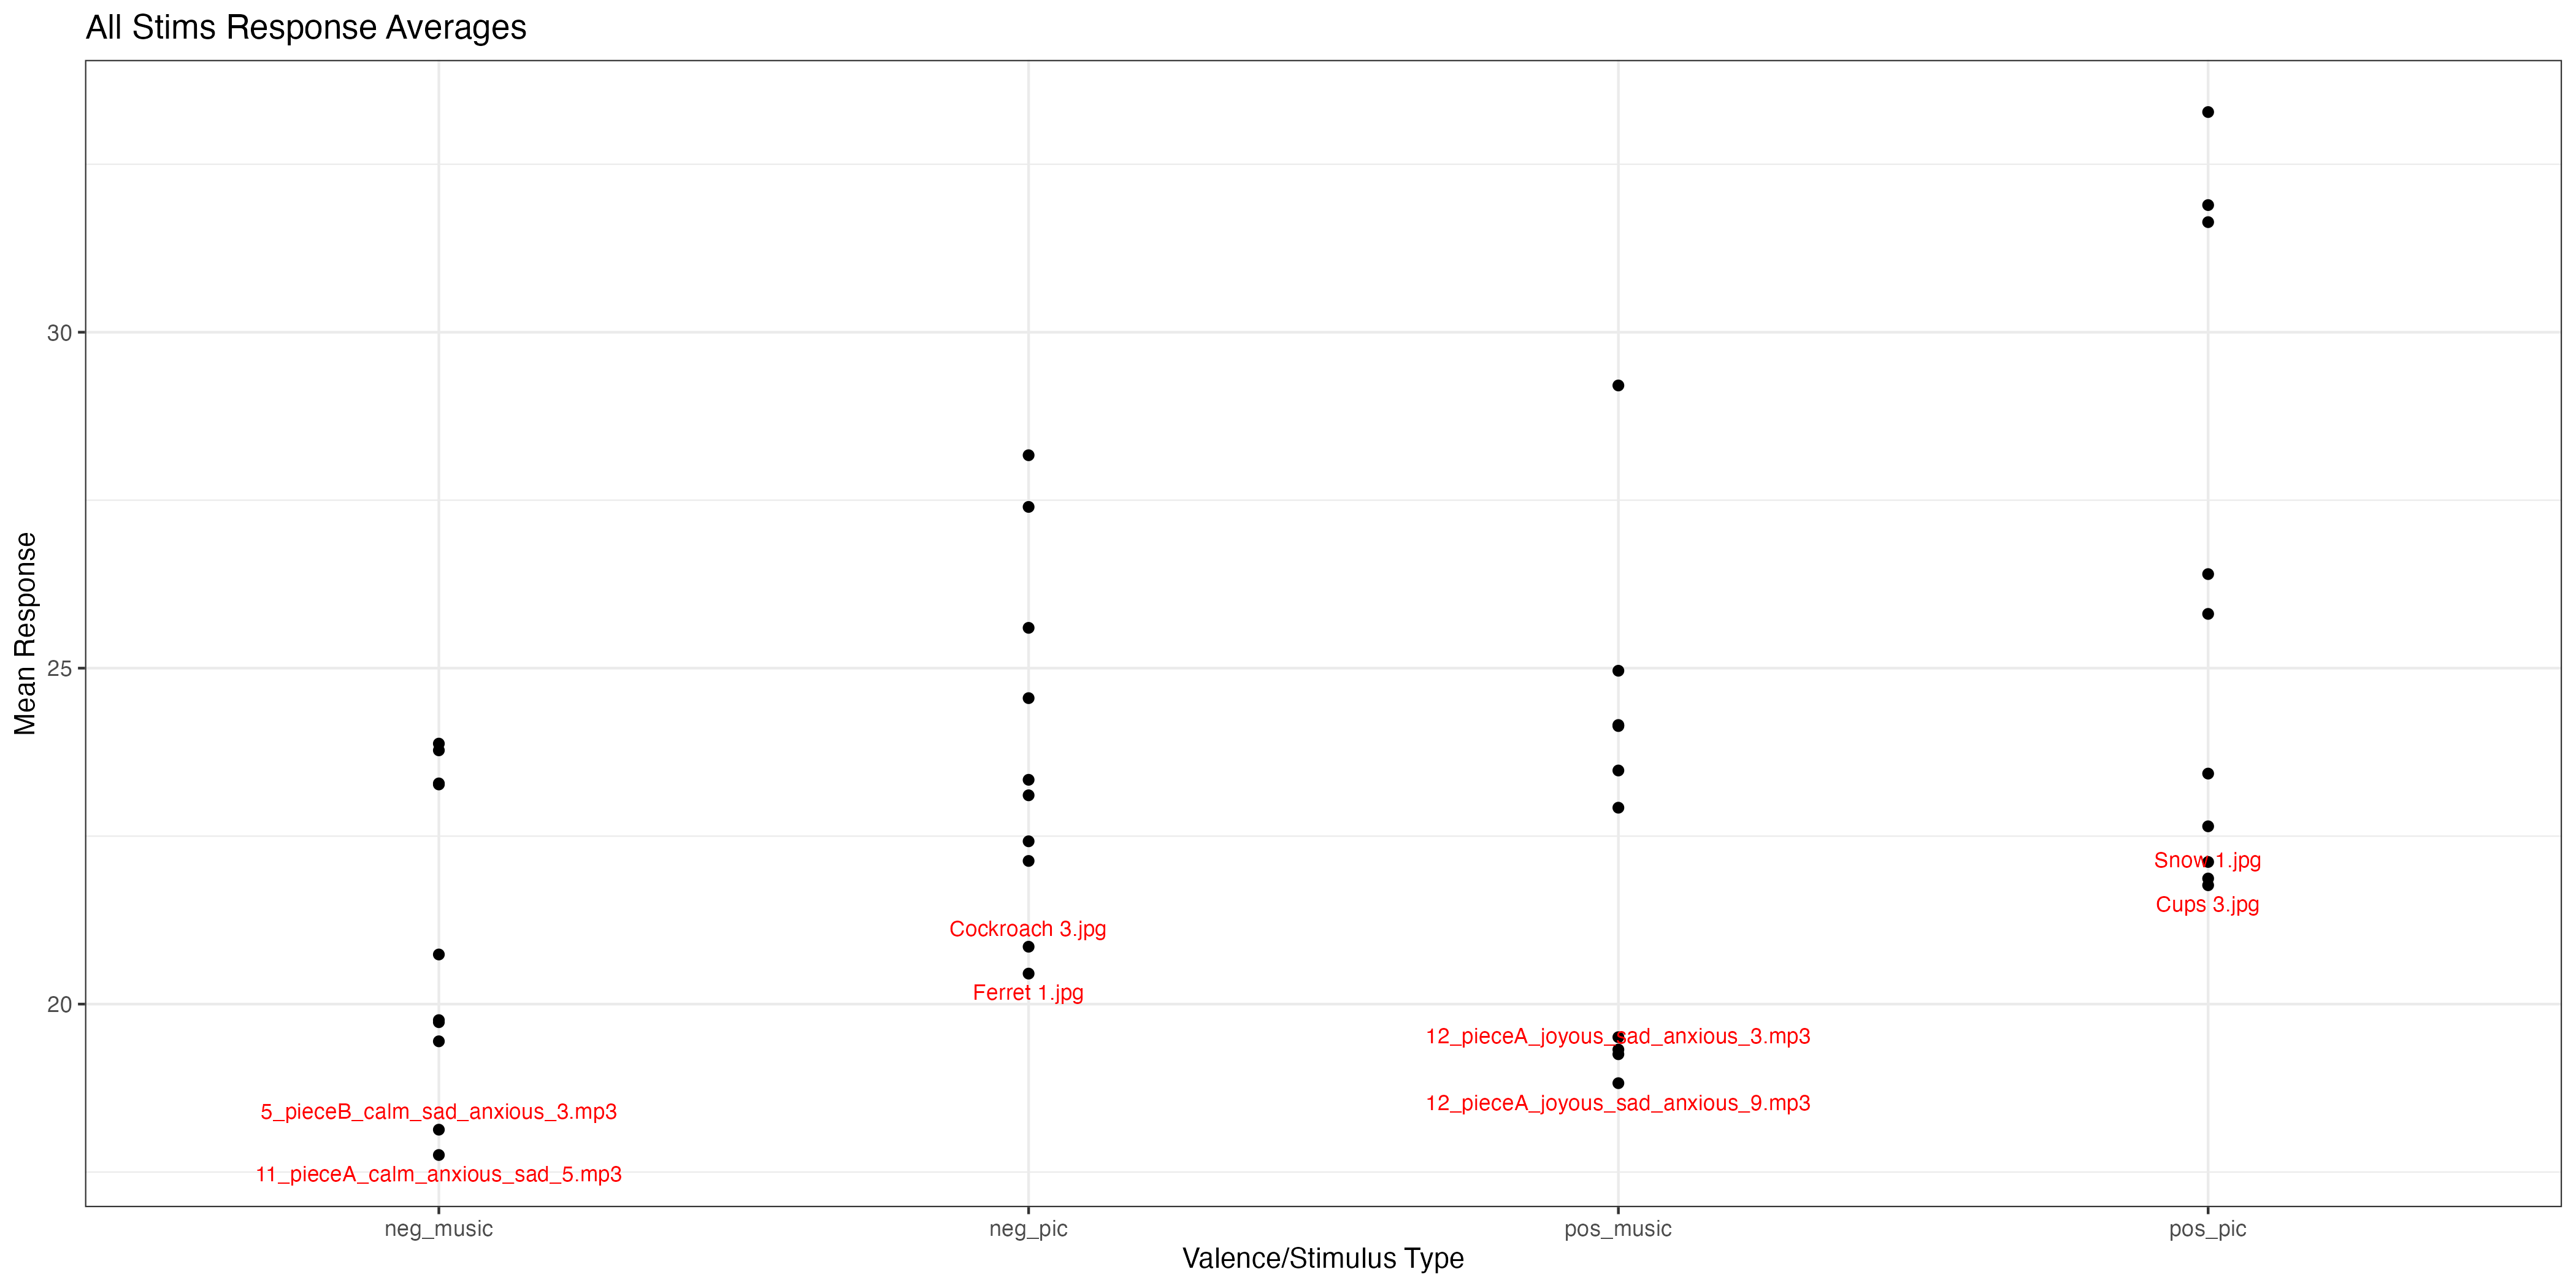 All Stims Response Averages
Mean Response
30
25
20
Snow 1.jpg
Cups 3.jpg
Cockroach 3.jpg
Ferret 1.jpg
12_pieceA_joyous_sad_anxious_3.mp3
12_pieceA_joyous_sad_anxious_9.mp3
5_pieceB_calm_sad_anxious_3.mp3
11_pieceA_calm_anxious_sad_5.mp3
neg_music neg_pic pos_music pos_pic
Valence/Stimulus Type